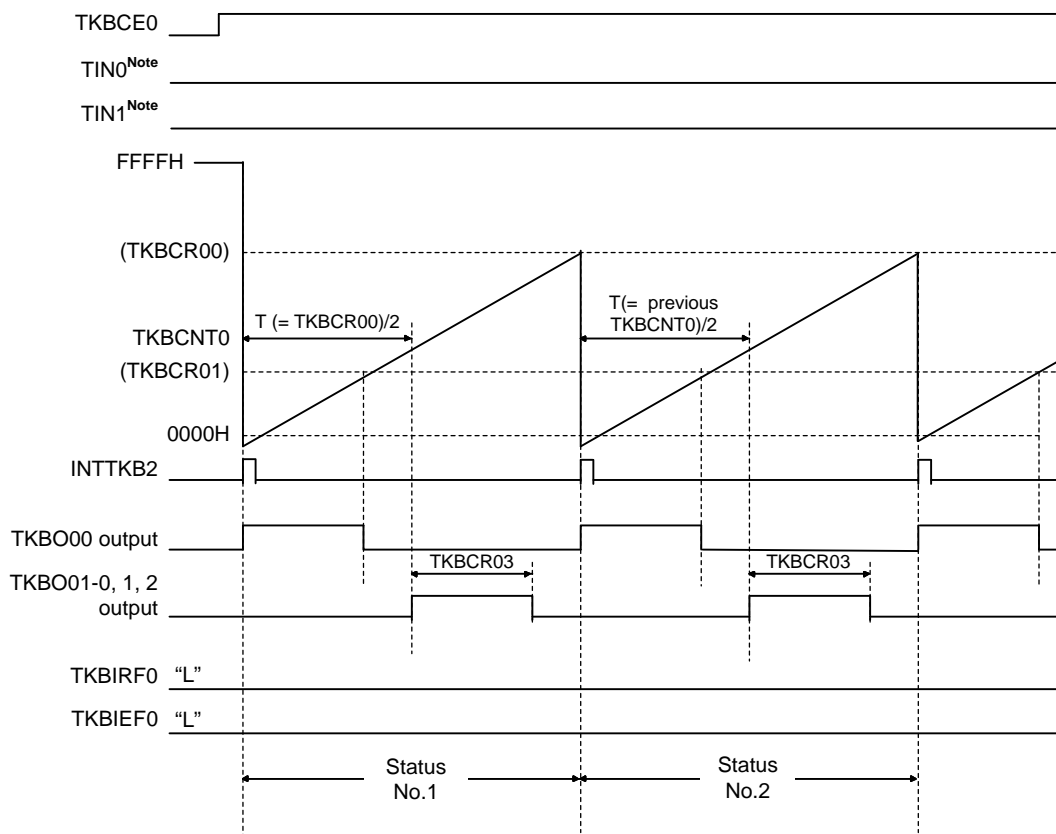 TKBCE0
TIN0Note
TIN1Note
FFFFH
(TKBCR00)
T (= TKBCR00)/2
T(= previous
TKBCNT0)/2
TKBCNT0
(TKBCR01)
0000H
INTTKB2
TKBO00 output
TKBCR03
TKBCR03
TKBO01-0, 1, 2
output
TKBIRF0 “L”
TKBIEF0 “L”
Status
No.1
Status
No.2